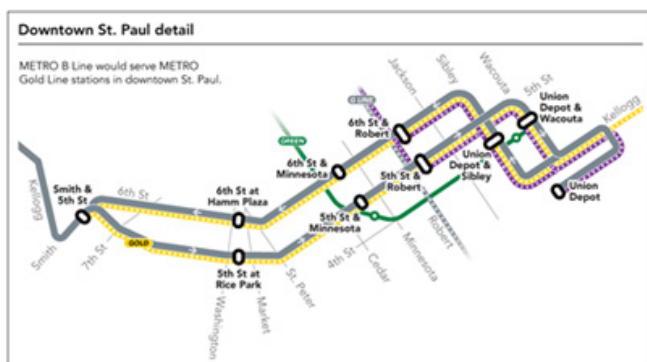 Downtown St. Paul detail
METRO B Line would serve METRO
Gold Line stations in downtown St. Paul.
Jackson
Sibley
Wacouta
5th St
Kellogg
G LINE
GREEN
6th St &
Robert
Union
Depot &
Wacouta
6th St &
Minnesota
5th St &
Robert
Union
Depot &
Sibley
Union
Depot
Kellogg
Smith &
5th St
6th St
6th St at
Hamm Plaza
5th St &
Minnesota
Robert
Smith
7th St
GOLD
4th St
Minnesota
Cedar
St. Peter
5th St at
Rice Park
Market
Washington